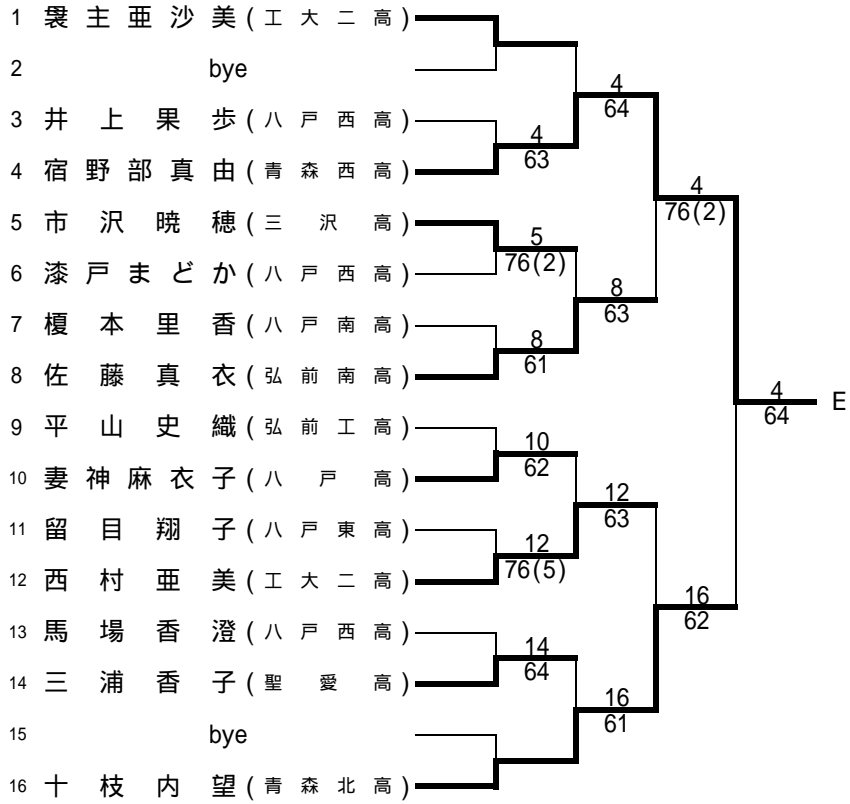 1 袰主亜沙美(工大二高)
2 bye
4
64
3 井上果歩(八戸西高)
4
63
4 宿野部真由(青森西高)
4
76(2)
5 市沢暁穂(三沢高)
5
76(2)
6 漆戸まどか(八戸西高)
8
63
7 榎本里香(八戸南高)
8
61
8 佐藤真衣(弘前南高)
4
64
E
9 平山史織(弘前工高)
10
62
10 妻神麻衣子(八戸高)
12
63
11 留目翔子(八戸東高)
12
76(5)
12 西村亜美(工大二高)
16
62
13 馬場香澄(八戸西高)
14
64
14 三浦香子(聖愛高)
16
61
15 bye
16 十枝内望(青森北高)